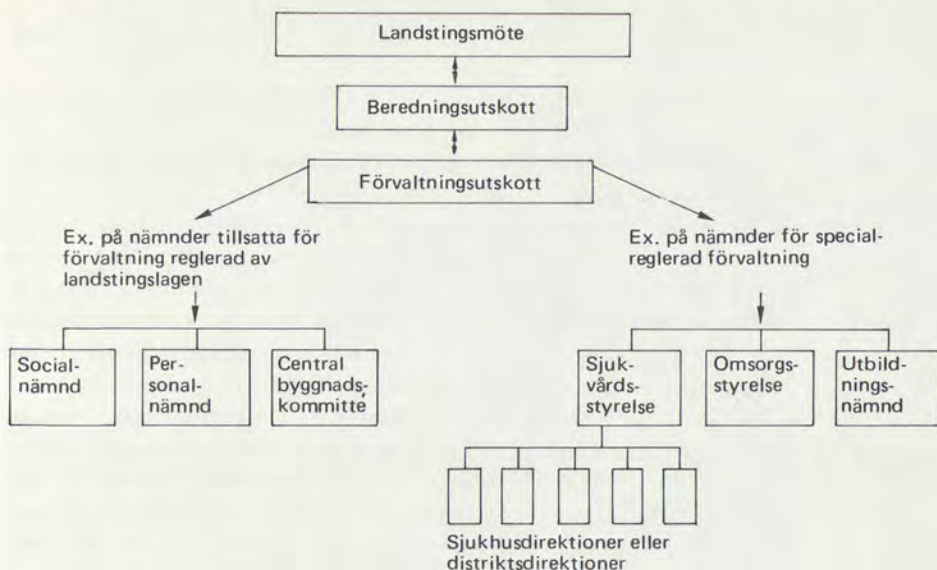 Landstingsmöte
Beredningsutskott
Förvaltningsutskott
Ex. på nämnder tillsatta för
förvaltning reglerad av
landstingslagen
Ex. på nämnder för special-
reglerad förvaltning
Social-
nämnd
Per-
sonal-
nämnd
Central
byggnads-
kommitte
Sjuk-
vårds-
styrelse
Omsorgs-
styrelse
Utbild-
nings-
nämnd
Sjukhusdirektioner eller
distriktsdirektioner